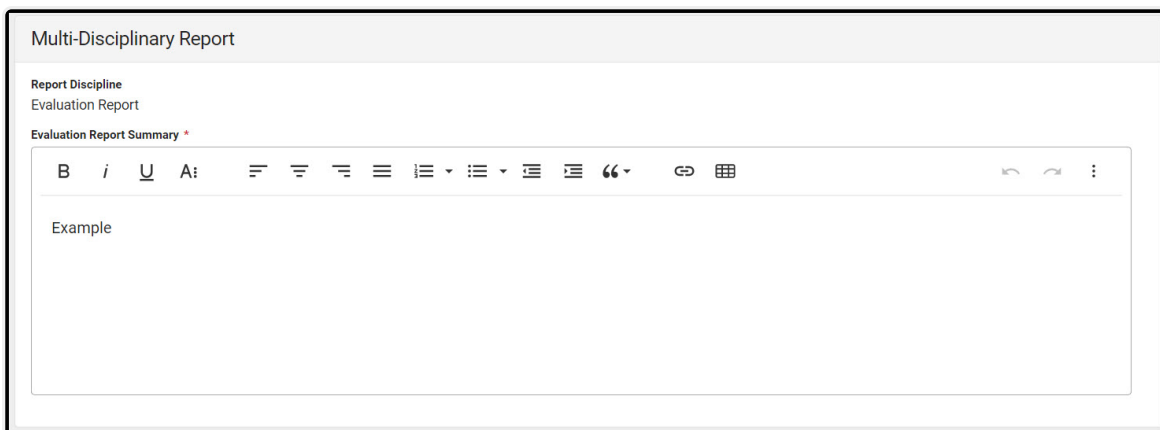 Multi-Disciplinary Report
Report Discipline
Evaluation Report
Evaluation Report Summary *
B i U A
Example